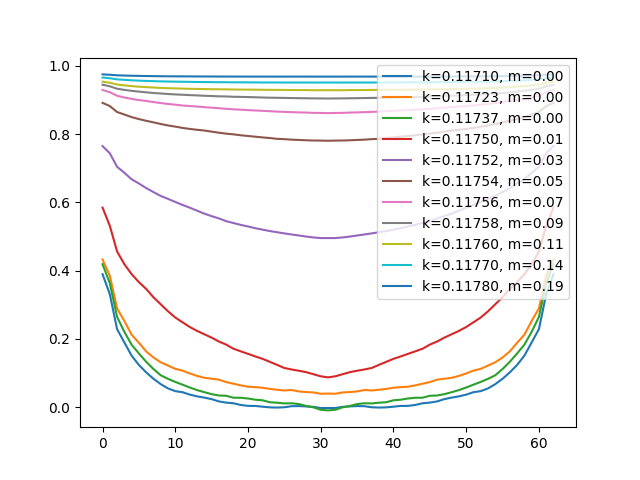 1.0
0.8
0.6
0.4
0.2
0.0
0 10 20 30 40 50 60
k=0.11710, m=0.00
k=0.11723, m=0.00
k=0.11737, m=0.00
k=0.11750, m=0.01
k=0.11752, m=0.03
k=0.11754, m=0.05
k=0.11756, m=0.07
k=0.11758, m=0.09
k=0.11760, m=0.11
k=0.11770, m=0.14
k=0.11780, m=0.19